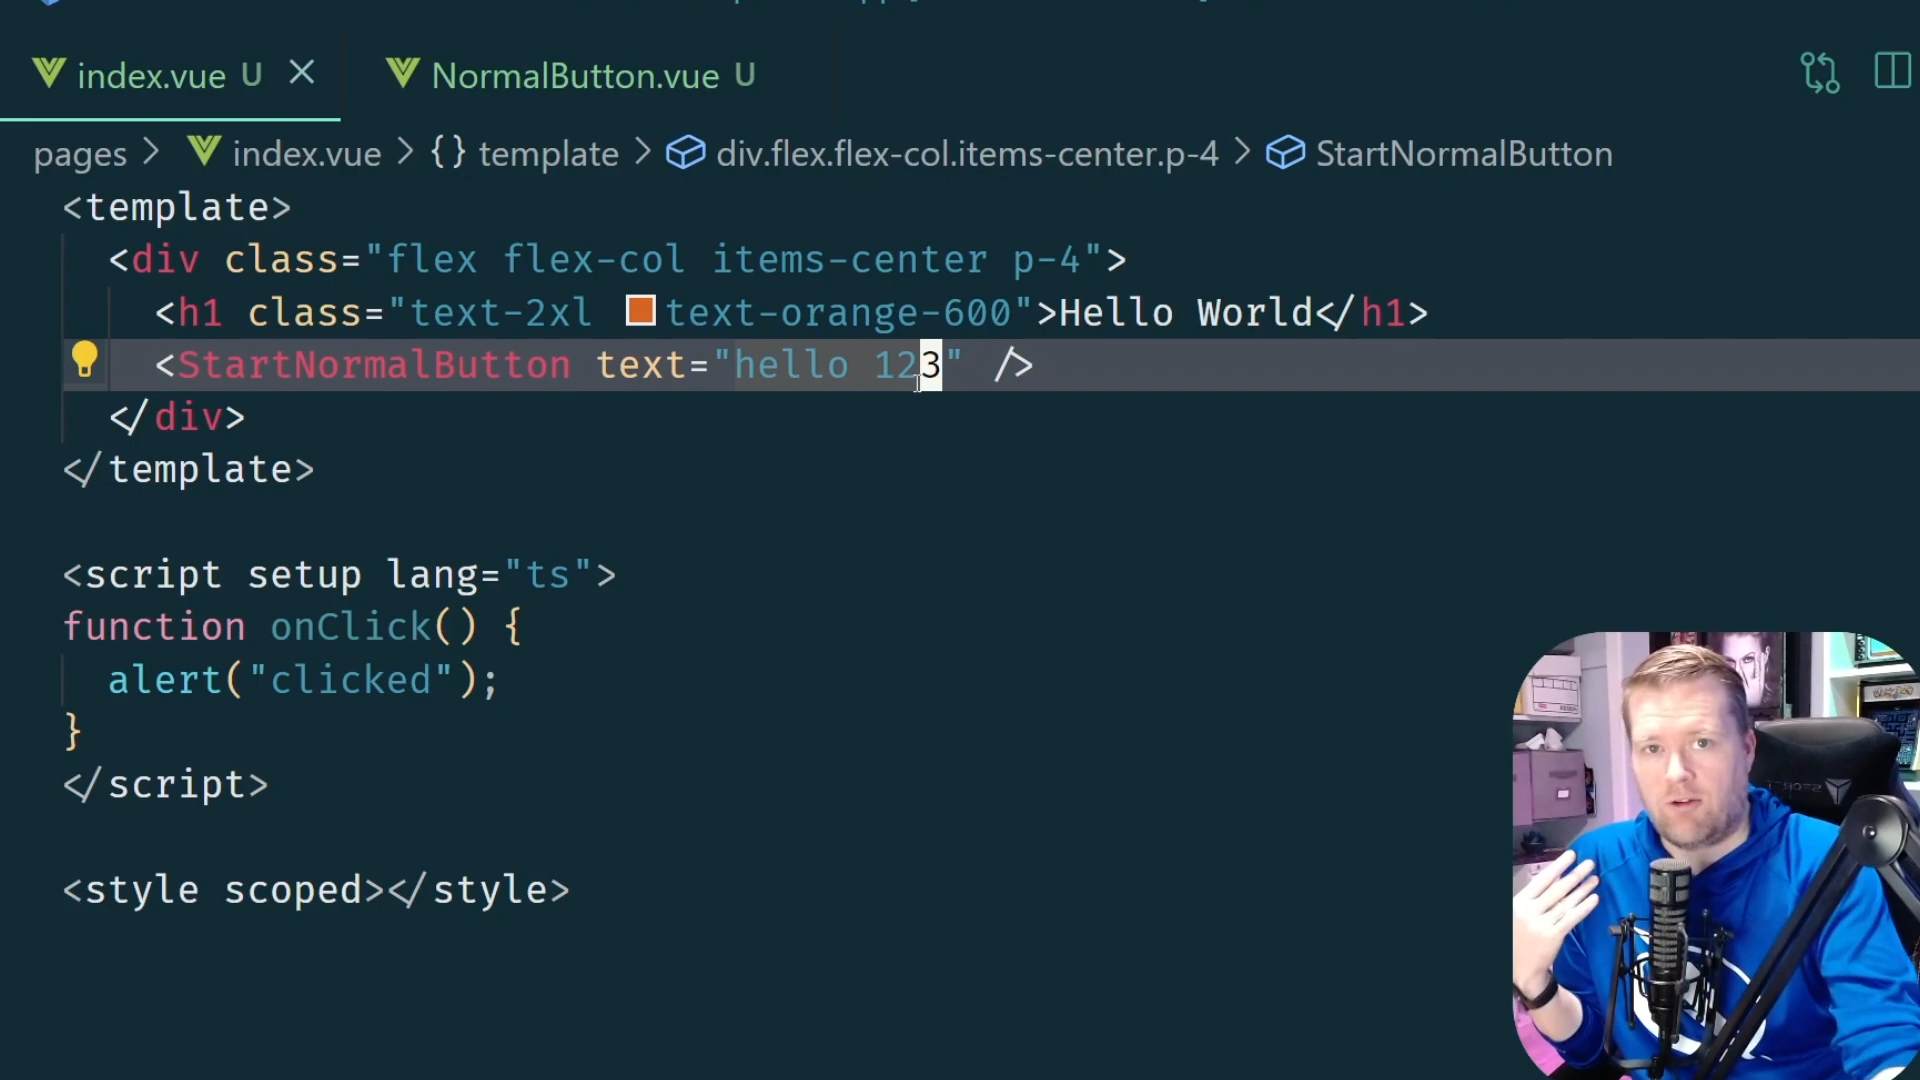 index.vue U
NormalButton.vue U
pages > index.vue > {} template > div.flex.flex-col.items-center.p-4 > StartNormalButton
<template>
<div class="flex flex-col items-center p-4">
<h1 class="text-2xl text-orange-600">Hello World</h1>
<StartNormalButton text="hello 123" />
</div>
</template>
<script setup lang="ts">
function onClick() {
alert("clicked");
}
</script>
<style scoped></style>